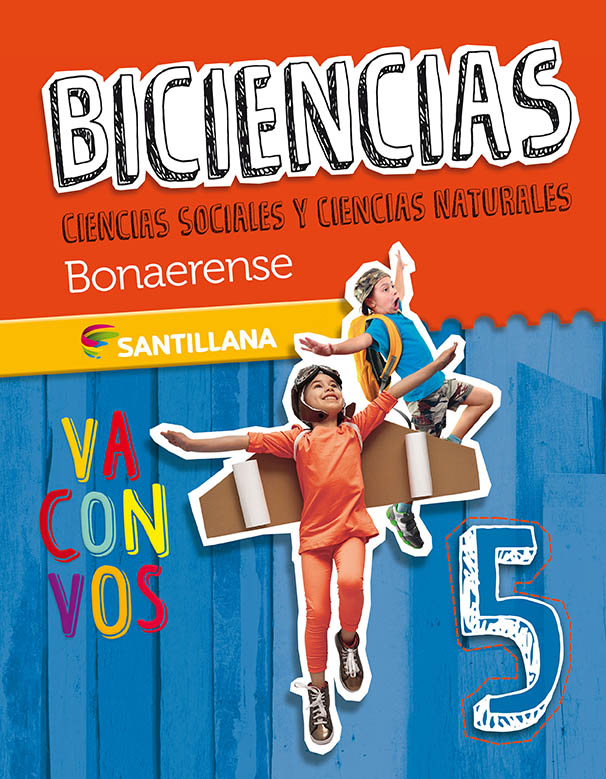 BICIENCIAS
CIENCIAS SOCIALES Y CIENCIAS NATURALES
Bonaerense
SANTILLANA
VA
CON
VOS
5